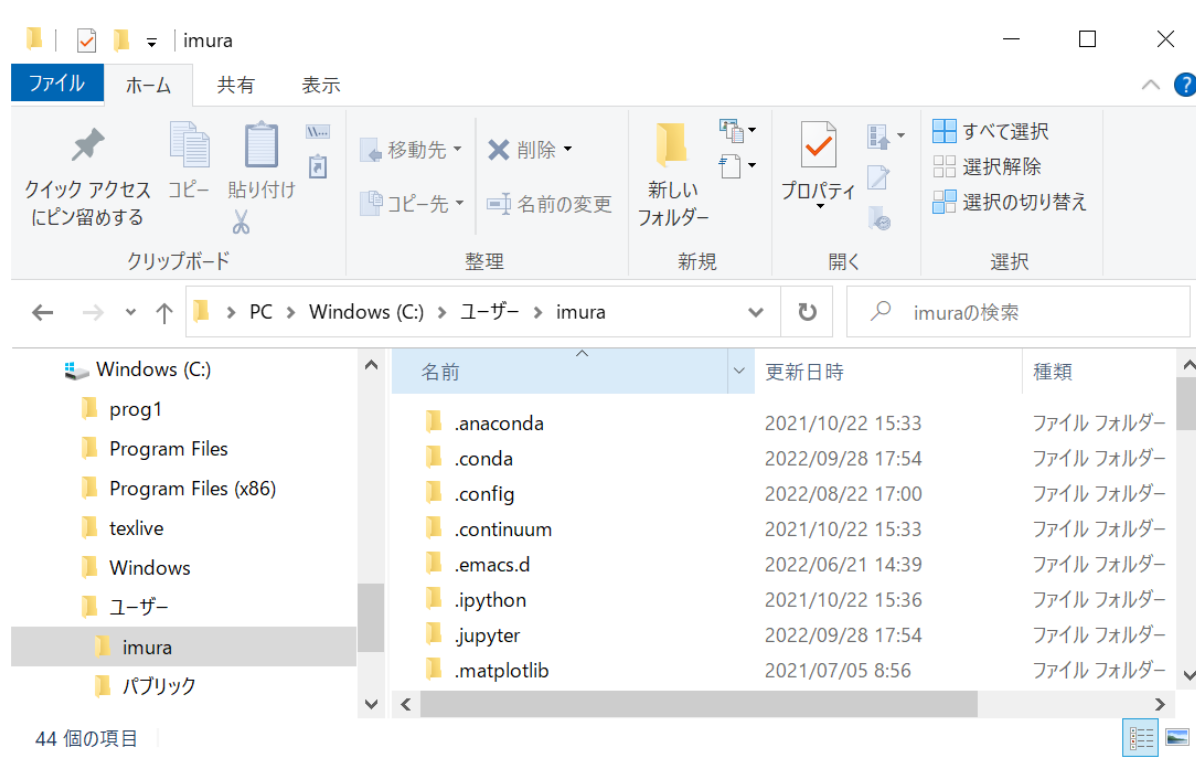 imura
ファイル ホーム 共有 表示
クイック アクセス
にピン留めする
コピー
貼り付け
クリップボード
移動先
コピー先
削除
名前の変更
整理
新しい
フォルダー
新規
プロパティ
開く
すべて選択
選択解除
選択の切り替え
選択
PC > Windows (C:) > ユーザー > imura
imuraの検索
Windows (C:)
prog1
Program Files
Program Files (x86)
texlive
Windows
ユーザー
imura
パブリック
名前 更新日時 種類
.anaconda 2021/10/22 15:33 ファイル フォルダー
.conda 2022/09/28 17:54 ファイル フォルダー
.config 2022/08/22 17:00 ファイル フォルダー
.continuum 2021/10/22 15:33 ファイル フォルダー
.emacs.d 2022/06/21 14:39 ファイル フォルダー
.ipython 2021/10/22 15:36 ファイル フォルダー
.jupyter 2022/09/28 17:54 ファイル フォルダー
.matplotlib 2021/07/05 8:56 ファイル フォルダー
44 個の項目